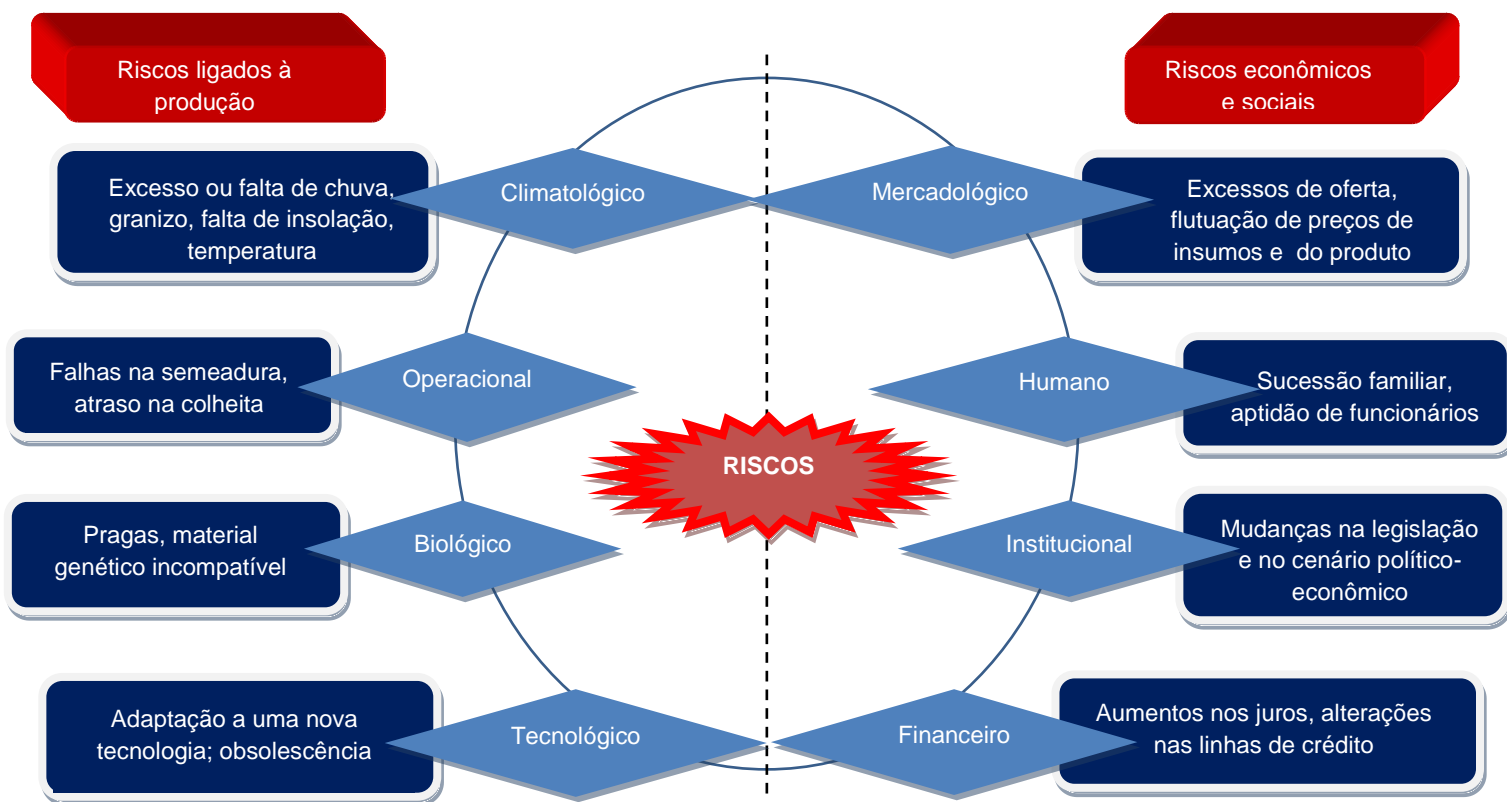 Riscos ligados à
produção
Riscos econômicos
e sociais
Excesso ou falta de chuva,
granizo, falta de insolação,
temperatura
Climatológico
Mercadológico
Excessos de oferta,
flutuação de preços de
insumos e do produto
Falhas na semeadura,
atraso na colheita
Operacional
Humano
Sucessão familiar,
aptidão de funcionários
RISCOS
Pragas, material
genético incompatível
Biológico
Institucional
Mudanças na legislação
e no cenário político-
econômico
Adaptação a uma nova
tecnologia; obsolescência
Tecnológico
Financeiro
Aumentos nos juros, alterações
nas linhas de crédito